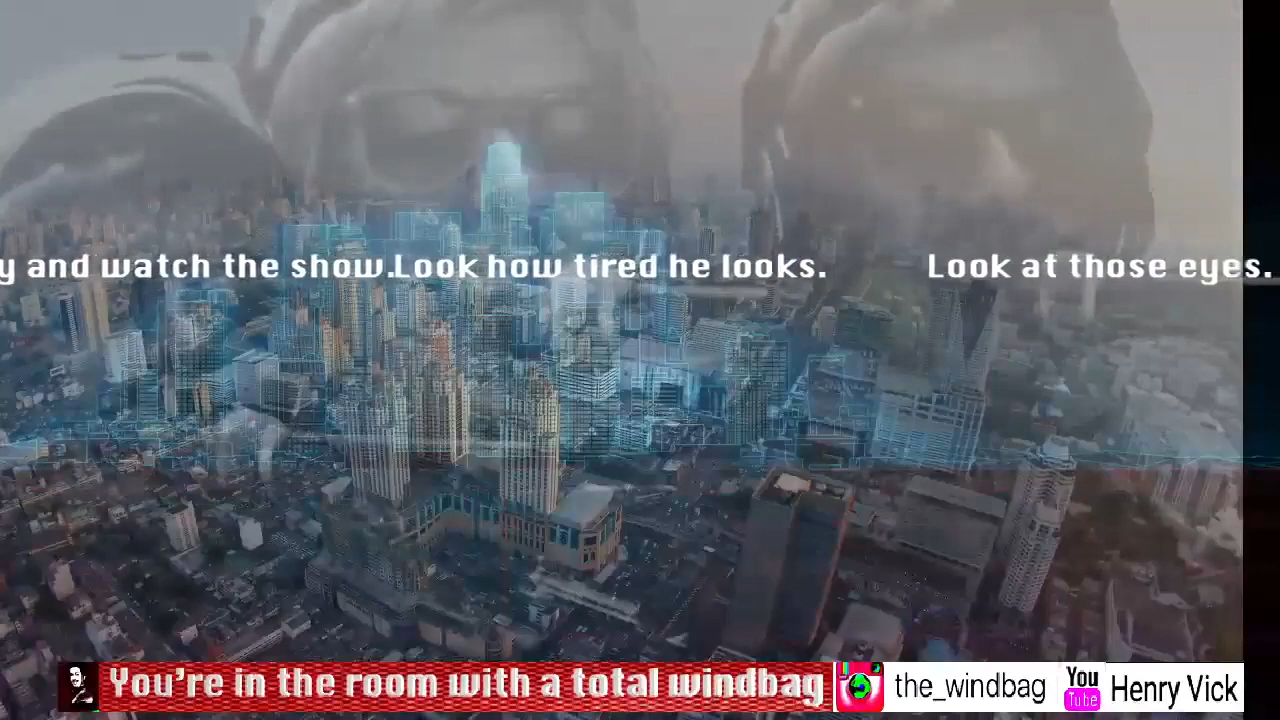 y and watch the show.Look how tired he looks. Look at those eyes.
You're in the room with a total windbag the_windbag You Tube Henry Vick